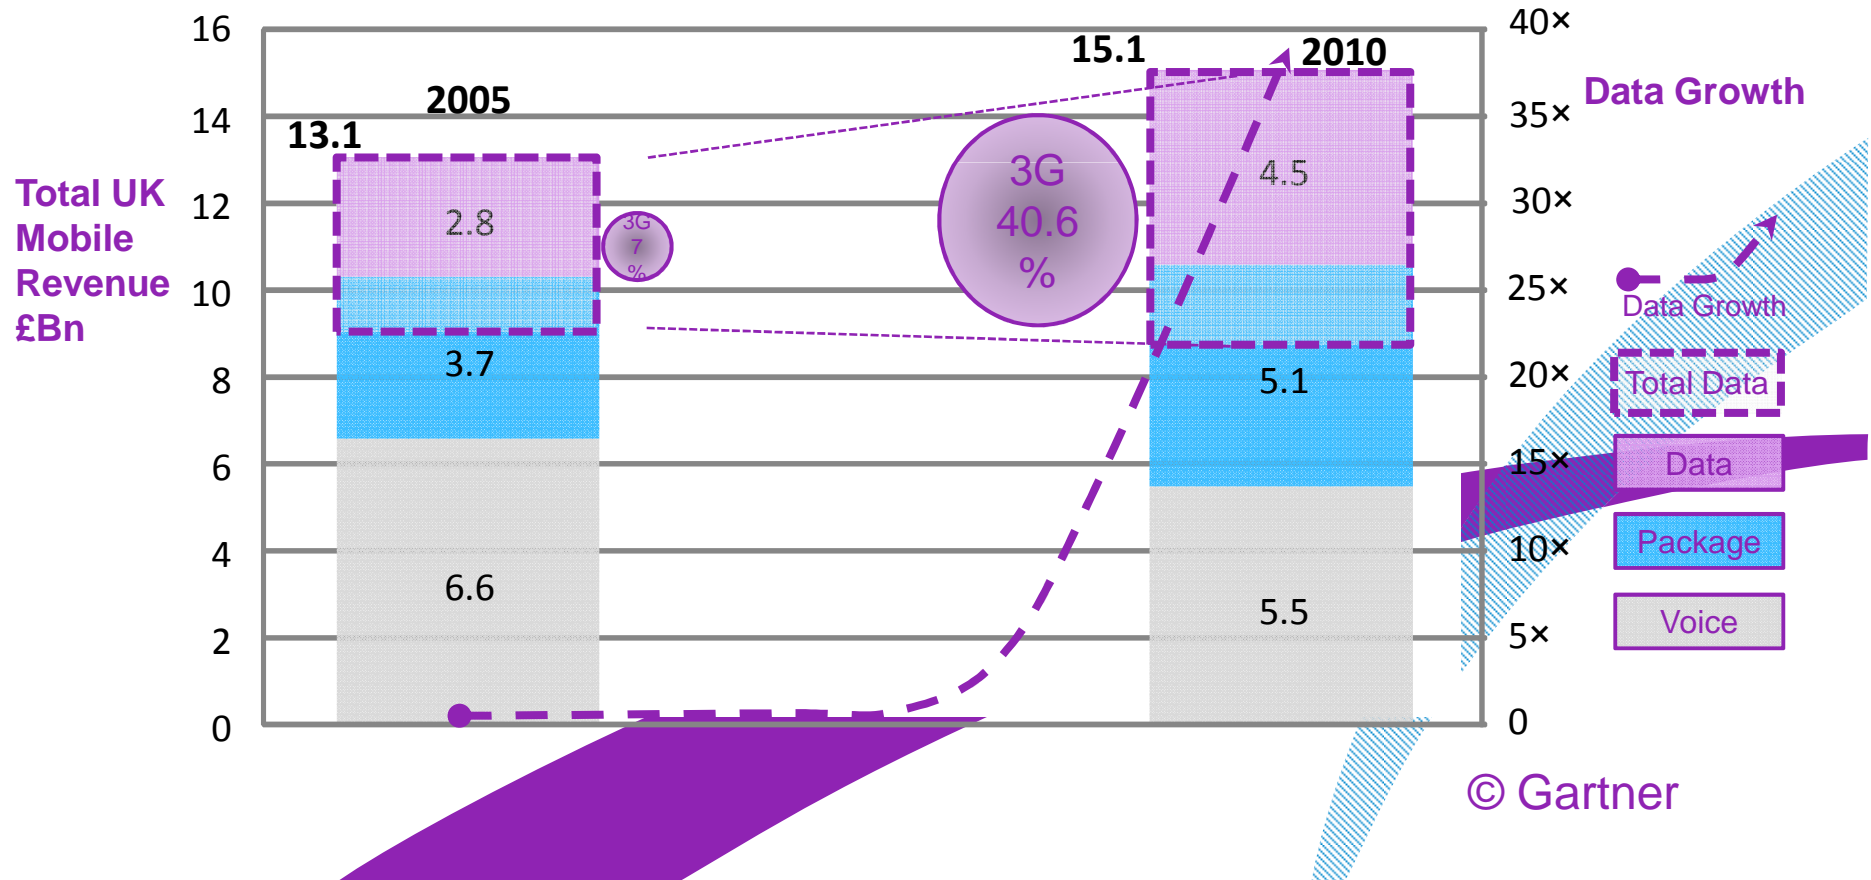 Total UK
Mobile
Revenue
£Bn
16
14
12
10
8
6
4
2
0
2005
13.1
2.8
3.7
6.6
3G
7
%
3G
40.6
%
15.1
2010
4.5
5.1
5.5
40×
35×
30×
25×
20×
15×
10×
5×
0
Data Growth
Data Growth
Total Data
Data
Package
Voice
© Gartner